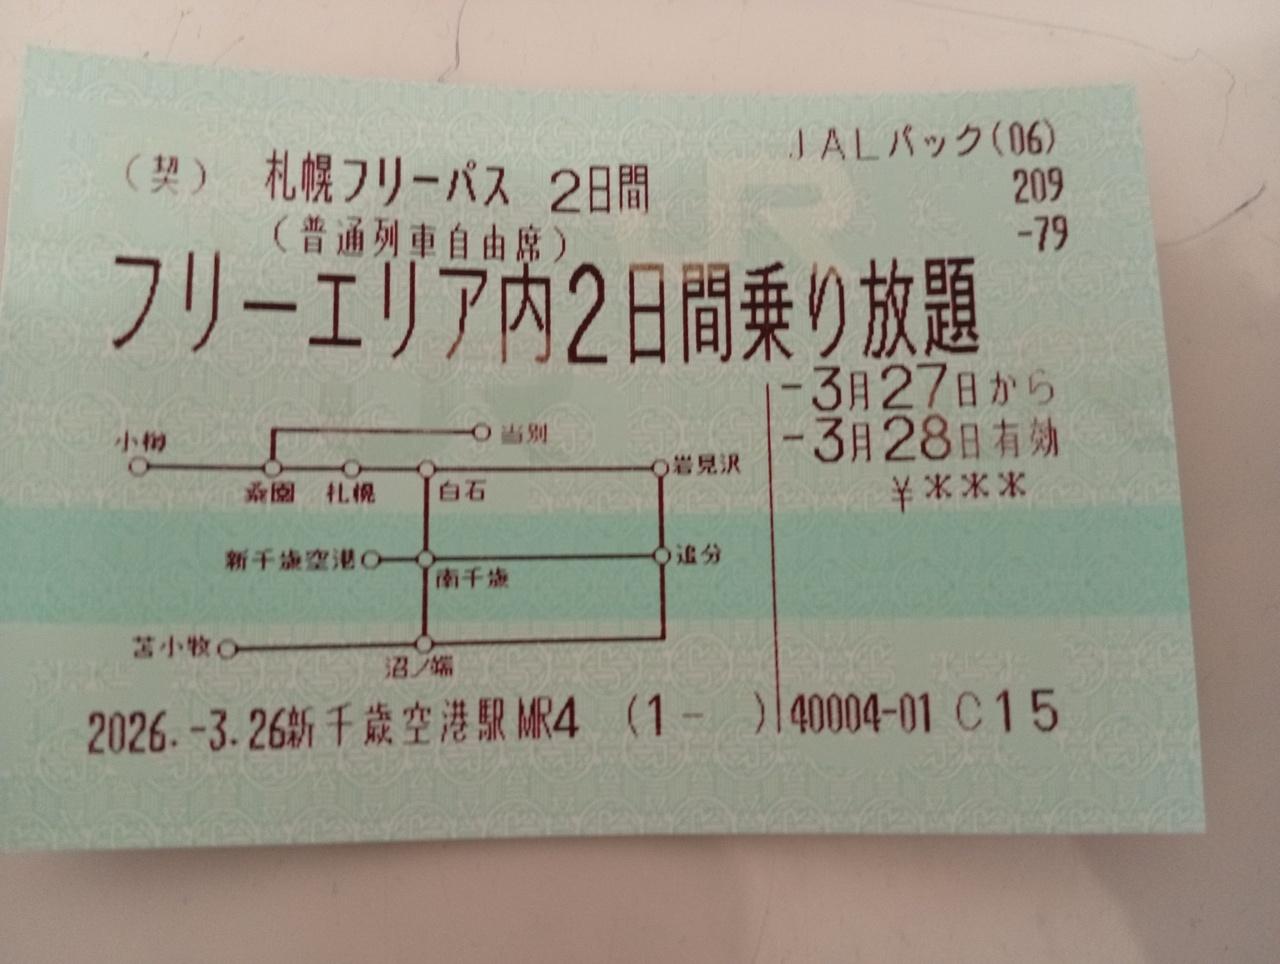 JALパック(06)
(契) 札幌フリーパス 2日間
209
(普通列車自由席)
-79
フリーエリア内2日間乗り放題
-3月27日から
-3月28日有効
¥***
小樽
当別
桑園
札幌
白石
岩見沢
新千歳空港
南千歳
追分
苫小牧
沼ノ端
2026.-3.26新千歳空港駅MR4 (1- ) 40004-01 C15